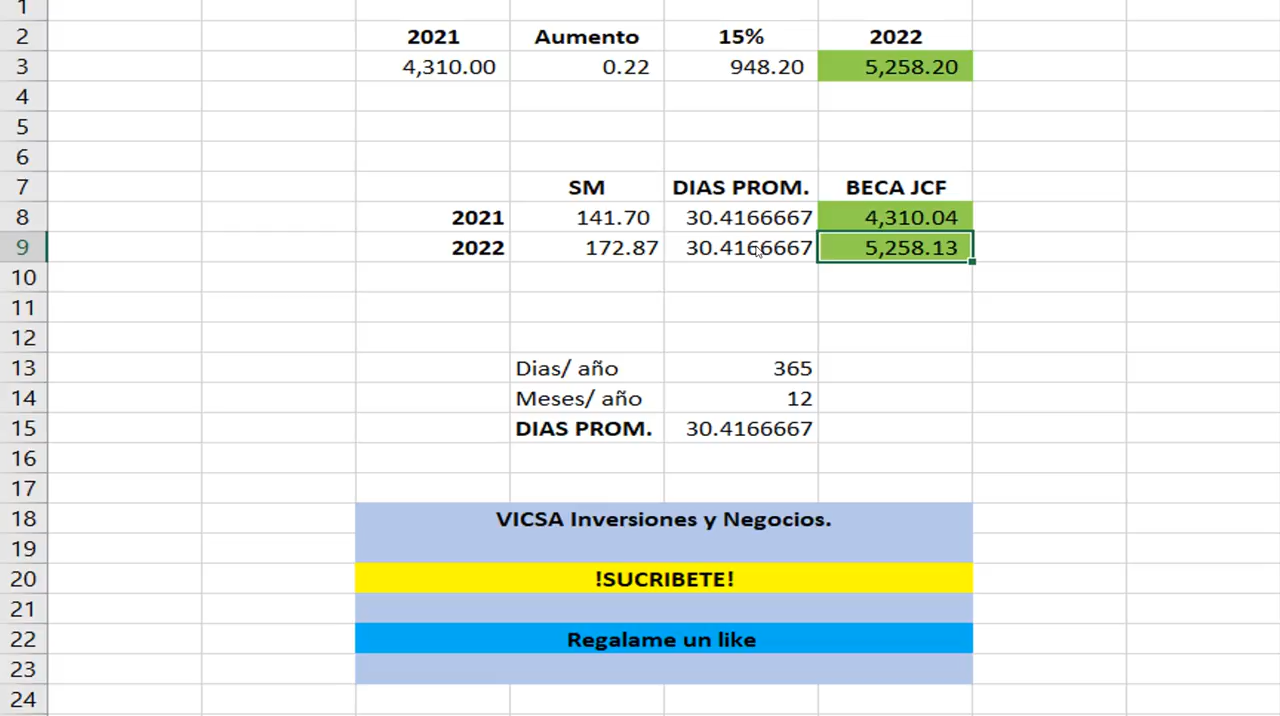 1
2 2021 Aumento 15% 2022
3 4,310.00 0.22 948.20 5,258.20
4
5
6
7 SM DIAS PROM. BECA JCF
8 2021 141.70 30.4166667 4,310.04
9 2022 172.87 30.4166667 5,258.13
10
11
12
13 Dias/ año 365
14 Meses/ año 12
15 DIAS PROM. 30.4166667
16
17
18 VICSA Inversiones y Negocios.
19
20 !SUCRIBETE!
21
22 Regalame un like
23
24